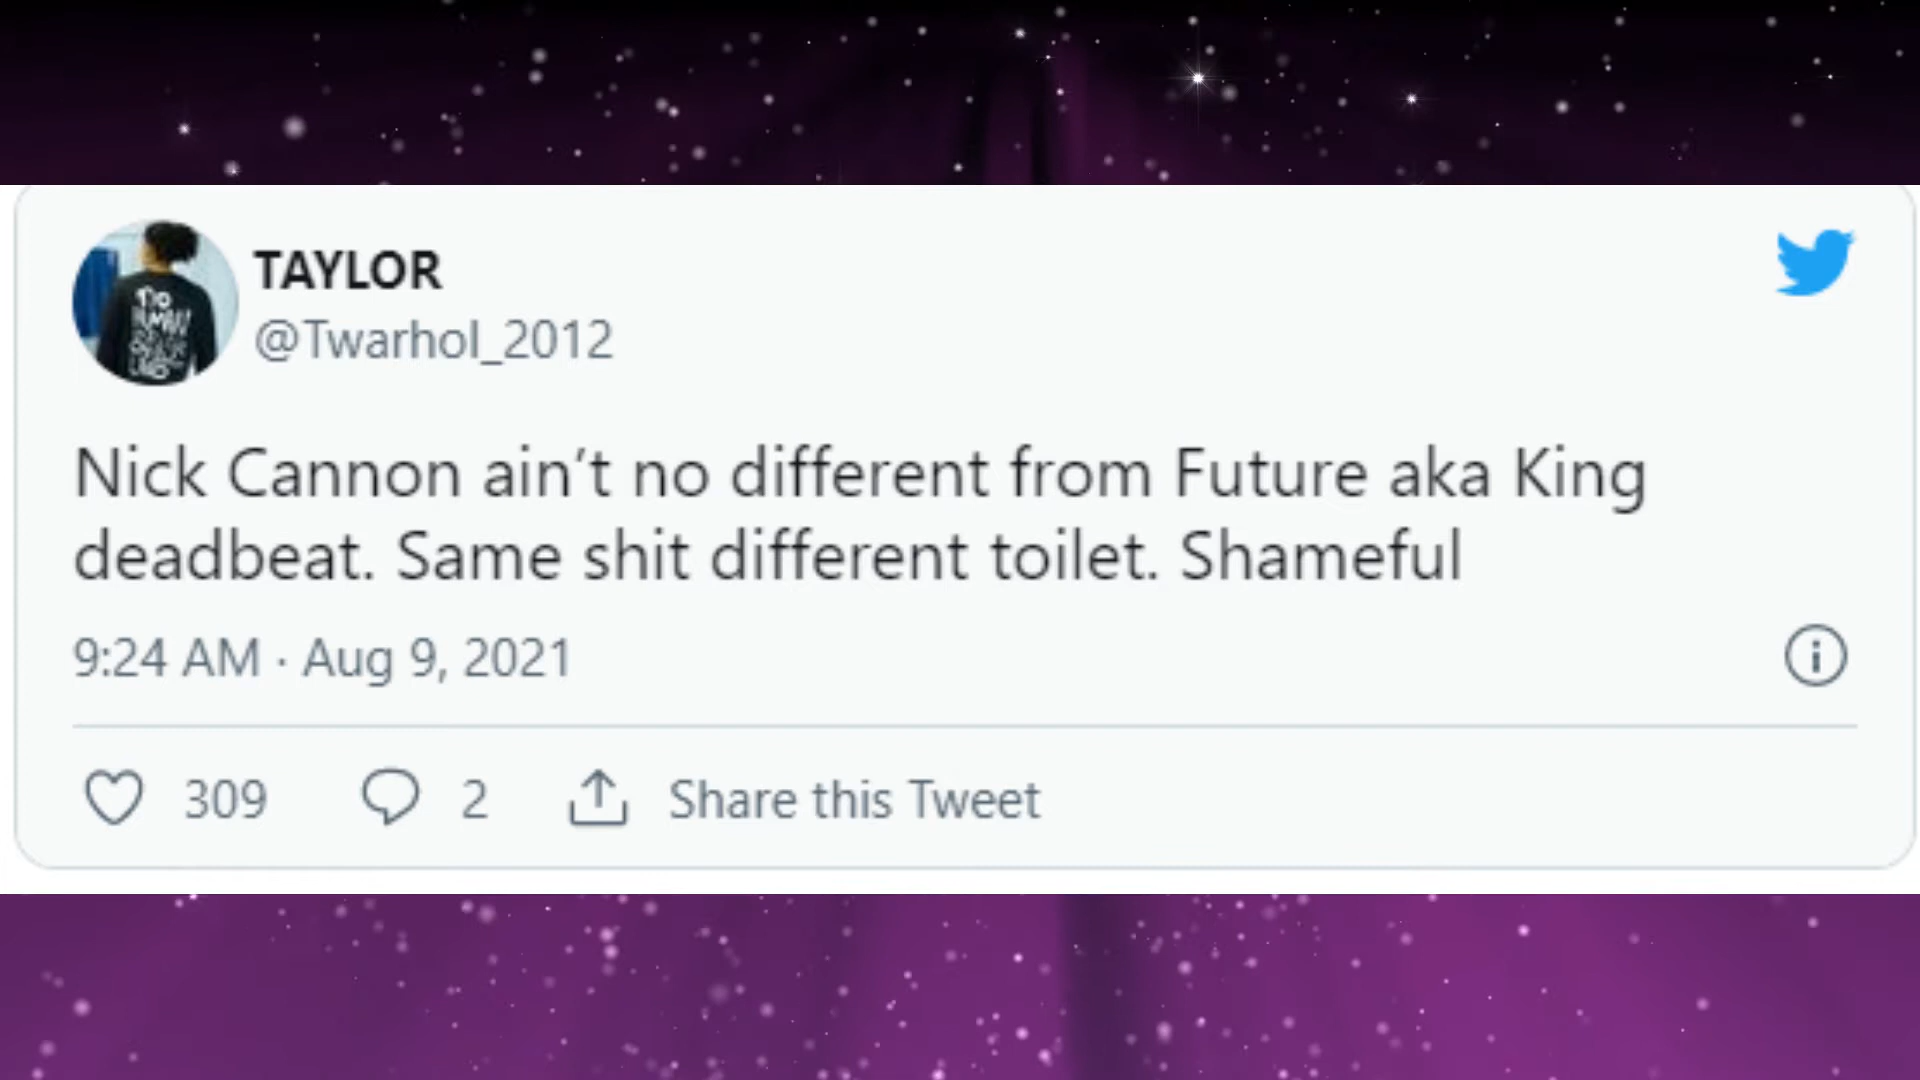 TAYLOR
@Twarhol_2012
Nick Cannon ain’t no different from Future aka King
deadbeat. Same shit different toilet. Shameful
9:24 AM · Aug 9, 2021
309 2 Share this Tweet